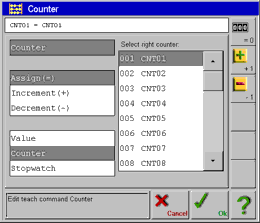 Counter
CNT01 = CNT01
= 0
Counter
Select right counter:
001 CNT01
002 CNT02
003 CNT03
004 CNT04
005 CNT05
006 CNT06
007 CNT07
008 CNT08
+ 1
- 1
Assign(=)
Increment(+)
Decrement(-)
Value
Counter
Stopwatch
Edit teach command Counter
Cancel
Ok
?